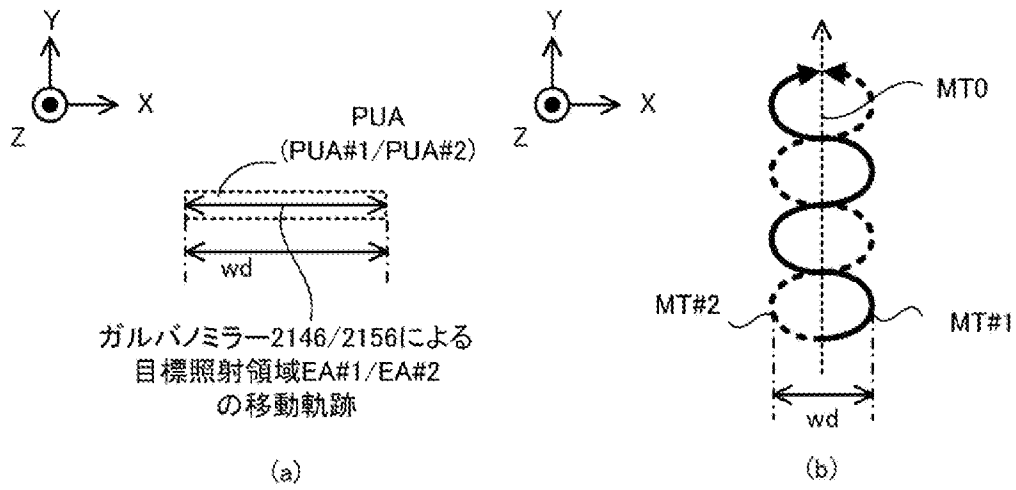 Y
X
Z
PUA
(PUA#1/PUA#2)
wd
ガルバノミラー2146/2156による
目標照射領域EA#1/EA#2
の移動軌跡
(a)
Y
X
Z
MT0
MT#2
MT#1
wd
(b)